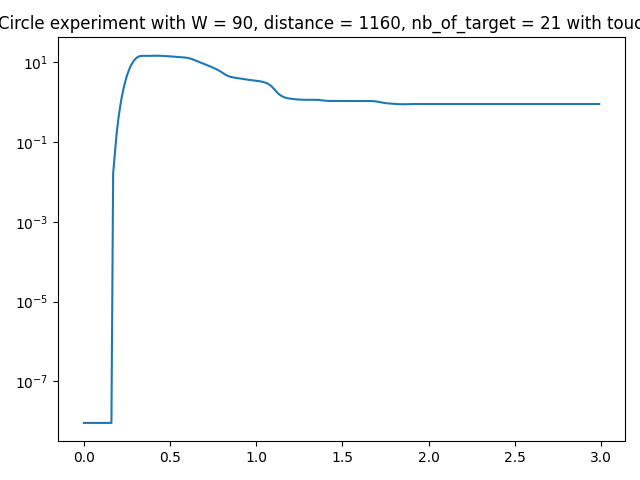 Circle experiment with W = 90, distance = 1160, nb_of_target = 21 with
10¹
10⁻¹
10⁻³
10⁻⁵
10⁻⁷
0.0 0.5 1.0 1.5 2.0 2.5 3.0